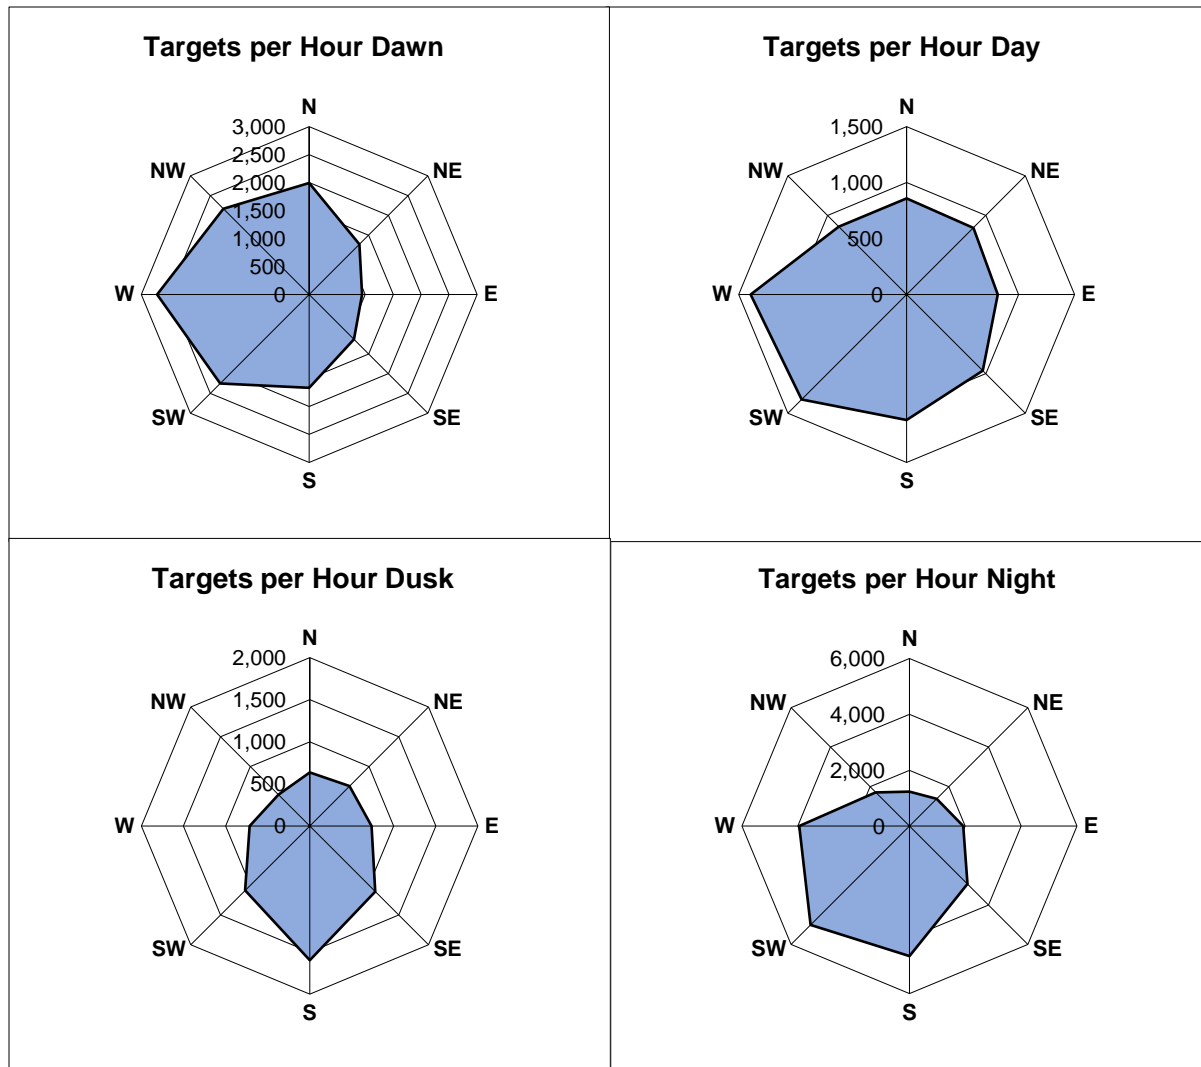 Targets per Hour Dawn
N
3,000
2,500
NW
NE
2,000
1,500
1,000
500
W
0
E
SW
SE
S
Targets per Hour Day
N
1,500
NW
NE
1,000
500
W
0
E
SW
SE
S
Targets per Hour Dusk
N
2,000
NW
NE
1,500
1,000
500
W
0
E
SW
SE
S
Targets per Hour Night
N
6,000
NW
NE
4,000
2,000
W
0
E
SW
SE
S